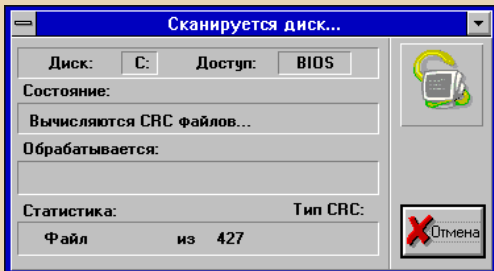 Сканируется диск...
Диск: C: Доступ: BIOS
Состояние:
Вычисляются CRC файлов...
Обрабатывается:
Статистика: Тип CRC:
Файл из 427
Отмена